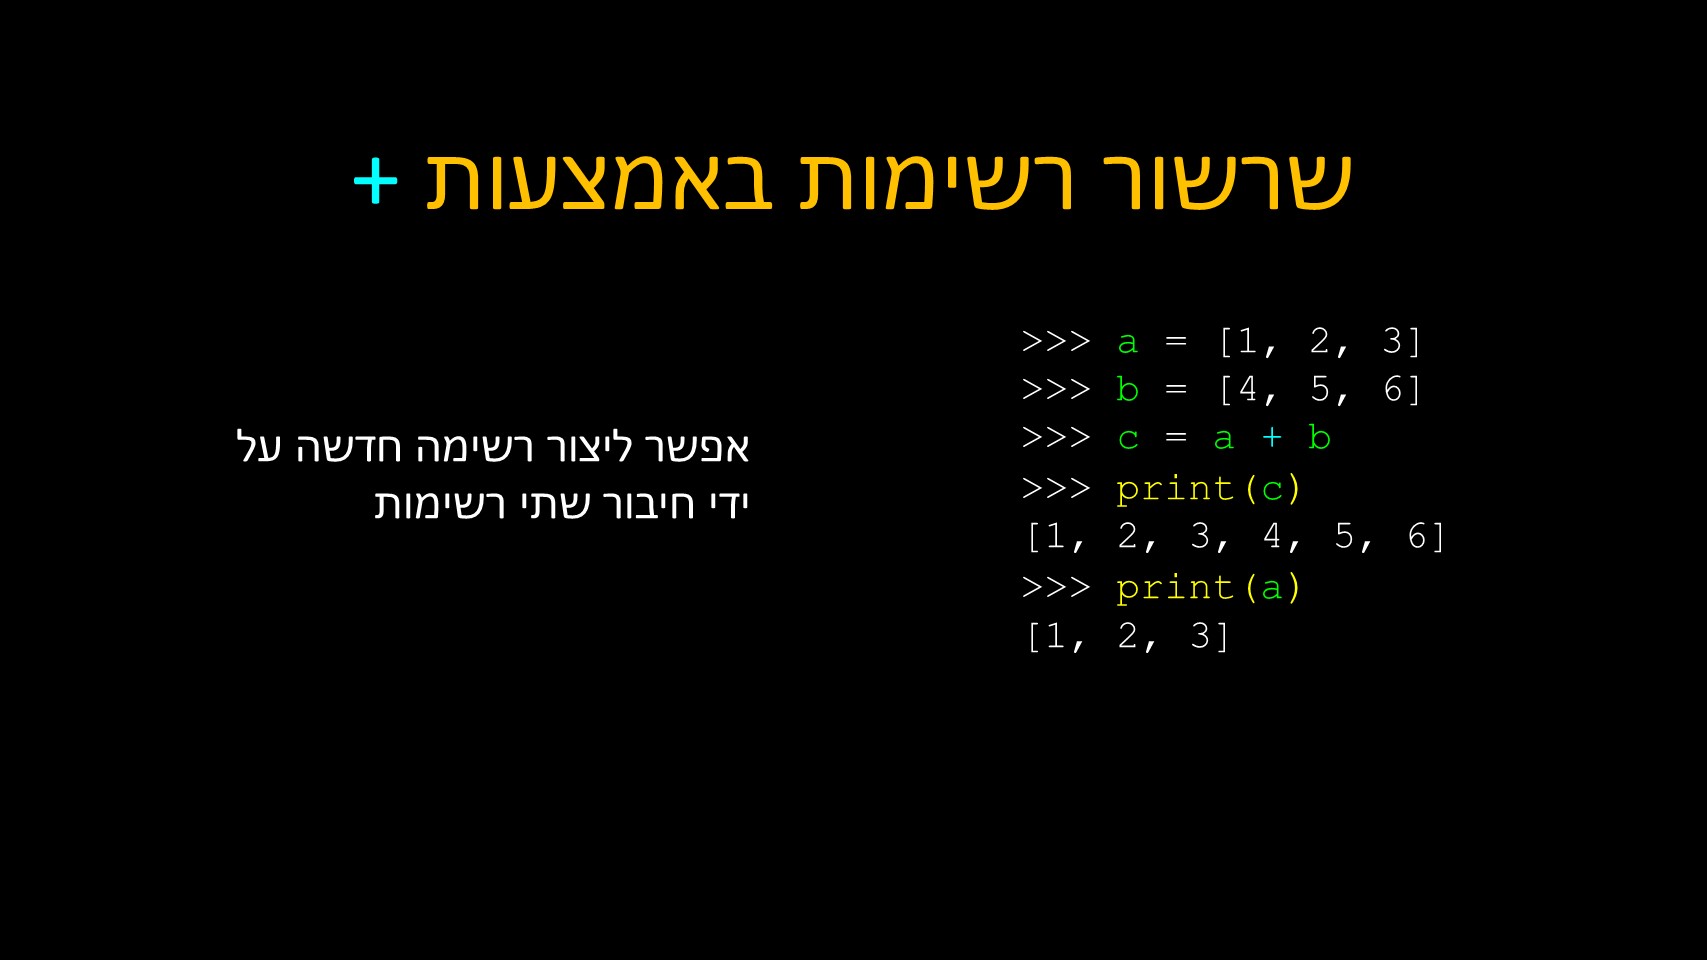 שרשור רשימות באמצעות +
אפשר ליצור רשימה חדשה על
ידי חיבור שתי רשימות
>>> a = [1, 2, 3]
>>> b = [4, 5, 6]
>>> c = a + b
>>> print(c)
[1, 2, 3, 4, 5, 6]
>>> print(a)
[1, 2, 3]